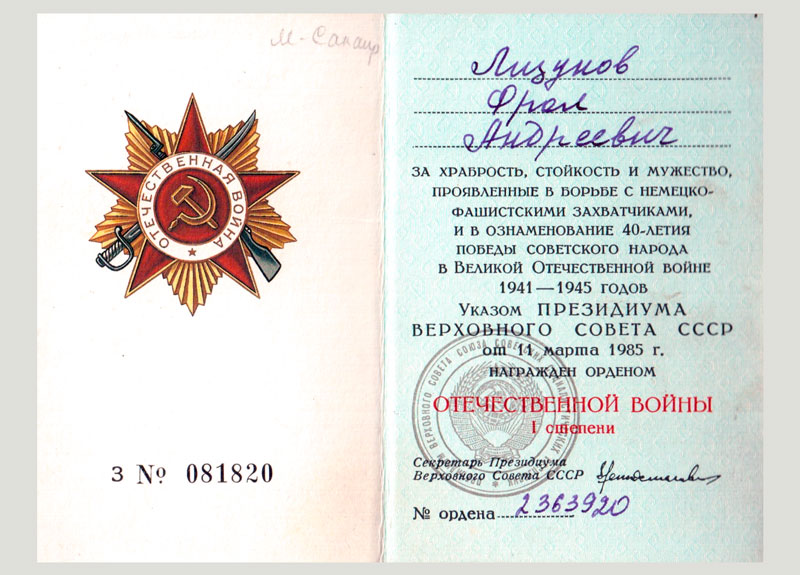 М-Сапаир
ОТЕЧЕСТВЕННАЯ ВОЙНА
З № 081820
Лизунов
Фрол
Андреевич
ЗА ХРАБРОСТЬ, СТОЙКОСТЬ И МУЖЕСТВО,
ПРОЯВЛЕННЫЕ В БОРЬБЕ С НЕМЕЦКО-
ФАШИСТСКИМИ ЗАХВАТЧИКАМИ,
И В ОЗНАМЕНОВАНИЕ 40-ЛЕТИЯ
ПОБЕДЫ СОВЕТСКОГО НАРОДА
В ВЕЛИКОЙ ОТЕЧЕСТВЕННОЙ ВОЙНЕ
1941—1945 ГОДОВ
УКАЗОМ ПРЕЗИДИУМА
ВЕРХОВНОГО СОВЕТА СССР
от 11 марта 1985 г.
НАГРАЖДЕН ОРДЕНОМ
ОТЕЧЕСТВЕННОЙ ВОЙНЫ
I степени
Секретарь Президиума
Верховного Совета СССР
№ ордена 2363920